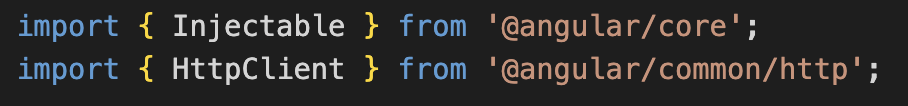 import { Injectable } from '@angular/core';
import { HttpClient } from '@angular/common/http';